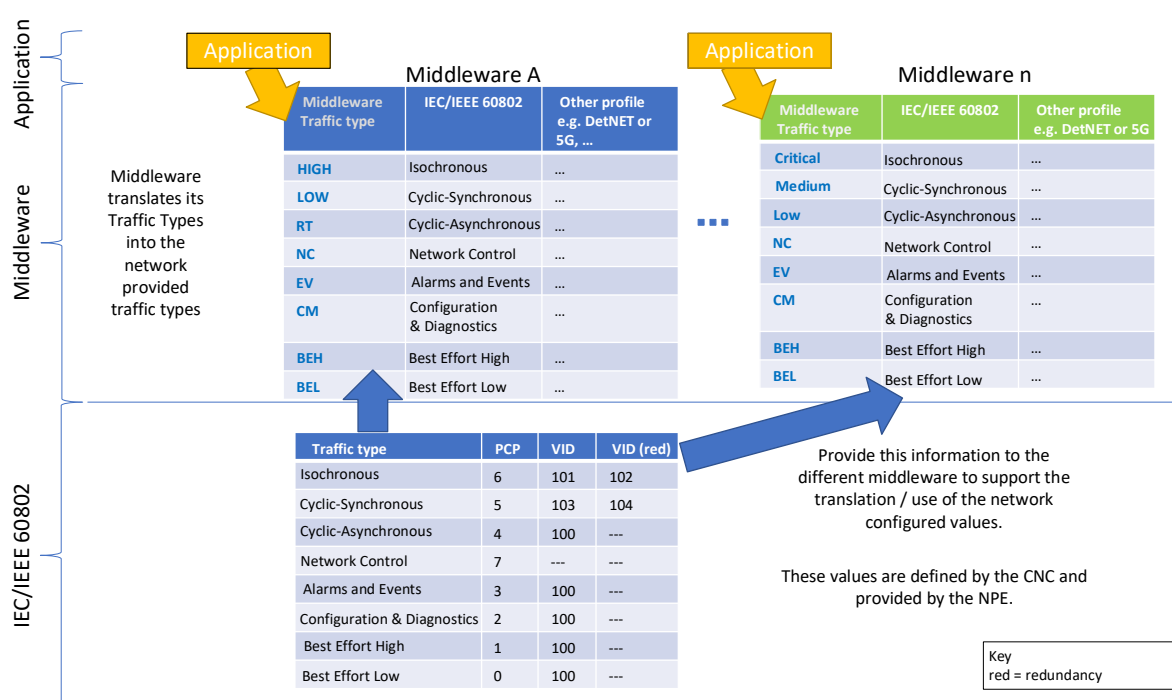 Application
Middleware
IEC/IEEE 60802
Application
Application
Middleware A
Middleware n
Middleware
translates its
Traffic Types
into the
network
provided
traffic types
Middleware IEC/IEEE 60802 Other profile
Traffic type e.g. DetNET or
5G, …
HIGH Isochronous …
LOW Cyclic-Synchronous …
RT Cyclic-Asynchronous …
NC Network Control …
EV Alarms and Events …
CM Configuration …
& Diagnostics
BEH Best Effort High …
BEL Best Effort Low …
...
Middleware IEC/IEEE 60802 Other profile
Traffic type e.g. DetNET or 5G
Critical Isochronous …
Medium Cyclic-Synchronous …
Low Cyclic-Asynchronous …
NC Network Control …
EV Alarms and Events …
CM Configuration …
& Diagnostics
BEH Best Effort High …
BEL Best Effort Low …
Traffic type PCP VID VID (red)
Isochronous 6 101 102
Cyclic-Synchronous 5 103 104
Cyclic-Asynchronous 4 100 ---
Network Control 7 --- ---
Alarms and Events 3 100 ---
Configuration & Diagnostics 2 100 ---
Best Effort High 1 100 ---
Best Effort Low 0 100 ---
Provide this information to the
different middleware to support the
translation / use of the network
configured values.
These values are defined by the CNC and
provided by the NPE.
Key
red = redundancy